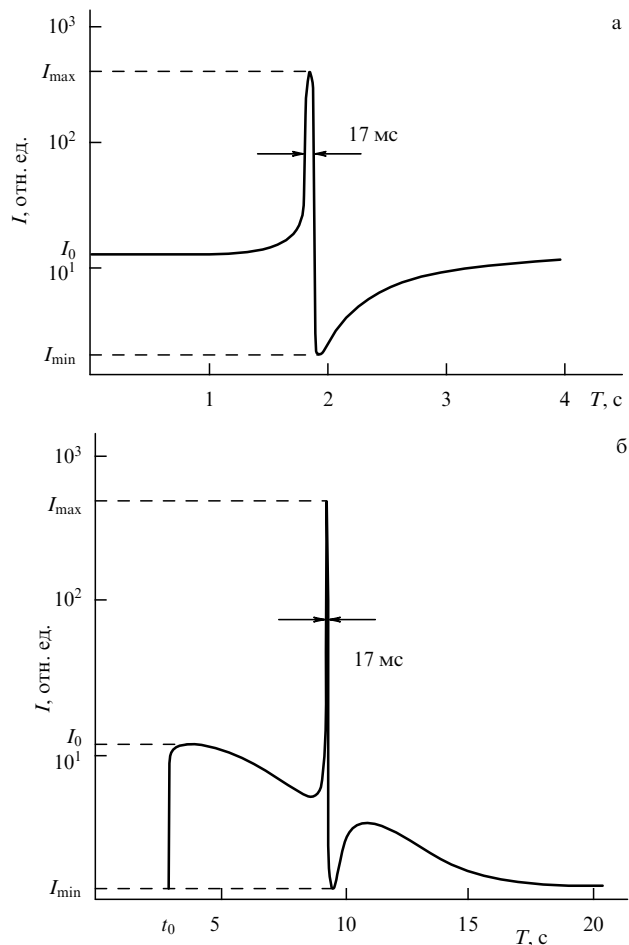 а
10³
I_max
10²
17 мс
I, отн. ед.
I₀
10¹
I_min
1 2 3 4 T, с
б
10³
I_max
10²
17 мс
I, отн. ед.
I₀
10¹
I_min
t₀ 5 10 15 20
T, с